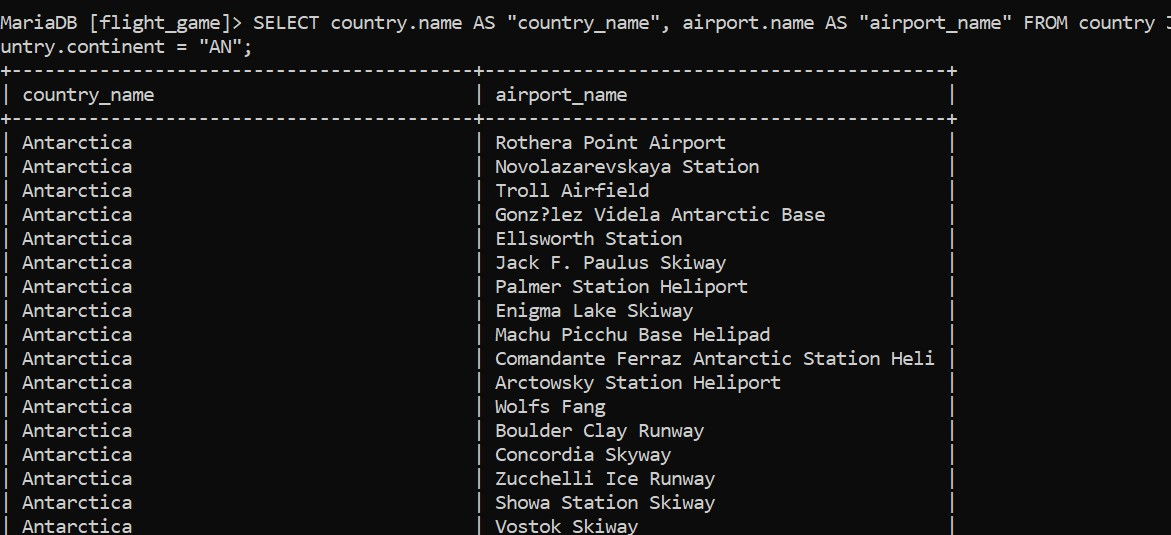 MariaDB [flight_game]> SELECT country.name AS "country_name", airport.name AS "airport_name" FROM country
untry.continent = "AN";
+------------------------------------------+------------------------------------------+
| country_name | airport_name |
+------------------------------------------+------------------------------------------+
| Antarctica | Rothera Point Airport |
| Antarctica | Novolazarevskaya Station |
| Antarctica | Troll Airfield |
| Antarctica | Gonz?lez Videla Antarctic Base |
| Antarctica | Ellsworth Station |
| Antarctica | Jack F. Paulus Skiway |
| Antarctica | Palmer Station Heliport |
| Antarctica | Enigma Lake Skiway |
| Antarctica | Machu Picchu Base Helipad |
| Antarctica | Comandante Ferraz Antarctic Station Heli |
| Antarctica | Arctowsky Station Heliport |
| Antarctica | Wolfs Fang |
| Antarctica | Boulder Clay Runway |
| Antarctica | Concordia Skyway |
| Antarctica | Zucchelli Ice Runway |
| Antarctica | Showa Station Skiway |
| Antarctica | Vostok Skiway |